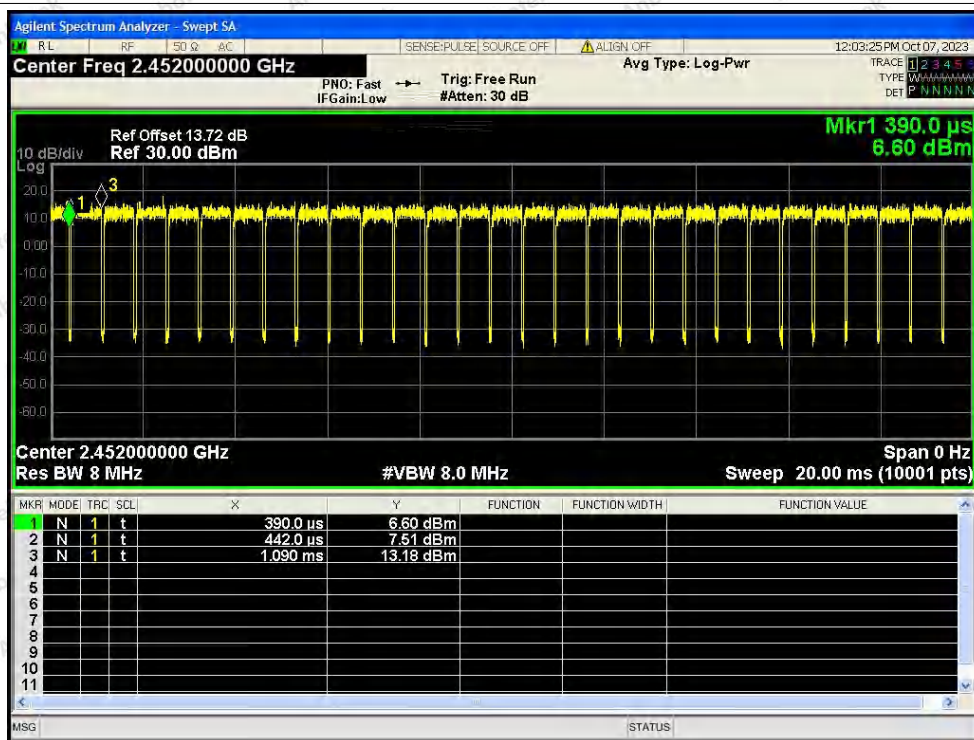 Agilent Spectrum Analyzer - Swept SA
RL RF 50 Ω AC SENSE:PULSE SOURCE OFF ALIGN OFF 12:03:25 PM Oct 07, 2023
Center Freq 2.452000000 GHz
PNO: Fast
IFGain:Low
Trig: Free Run
#Atten: 30 dB
Avg Type: Log-Pwr
TRACE 1 2 3 4 5 6
TYPE
DET P N N N N N
Mkr1 390.0 µs
6.60 dBm
Ref Offset 13.72 dB
10 dB/div Ref 30.00 dBm
Log
20.0
10.0
0.00
-10.0
-20.0
-30.0
-40.0
-50.0
-60.0
1
3
Center 2.452000000 GHz Span 0 Hz
Res BW 8 MHz #VBW 8.0 MHz Sweep 20.00 ms (10001 pts)
MKR MODE TRC SCL X Y FUNCTION FUNCTION WIDTH FUNCTION VALUE
1 N 1 t 390.0 µs 6.60 dBm
2 N 1 t 442.0 µs 7.51 dBm
3 N 1 t 1.090 ms 13.18 dBm
4
5
6
7
8
9
10
11
MSG STATUS